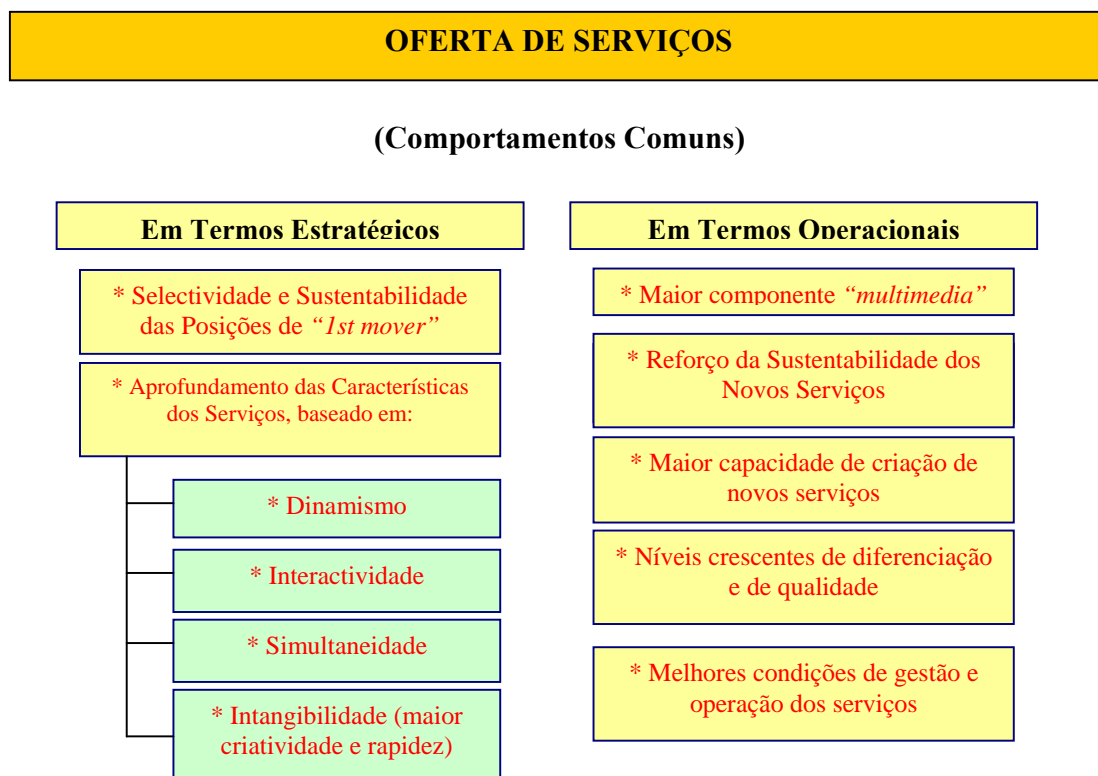 OFERTA DE SERVIÇOS
(Comportamentos Comuns)
Em Termos Estratégicos
* Selectividade e Sustentabilidade
das Posições de “1st mover”
* Aprofundamento das Características
dos Serviços, baseado em:
* Dinamismo
* Interactividade
* Simultaneidade
* Intangibilidade (maior
criatividade e rapidez)
Em Termos Operacionais
* Maior componente “multimedia”
* Reforço da Sustentabilidade dos
Novos Serviços
* Maior capacidade de criação de
novos serviços
* Níveis crescentes de diferenciação
e de qualidade
* Melhores condições de gestão e
operação dos serviços